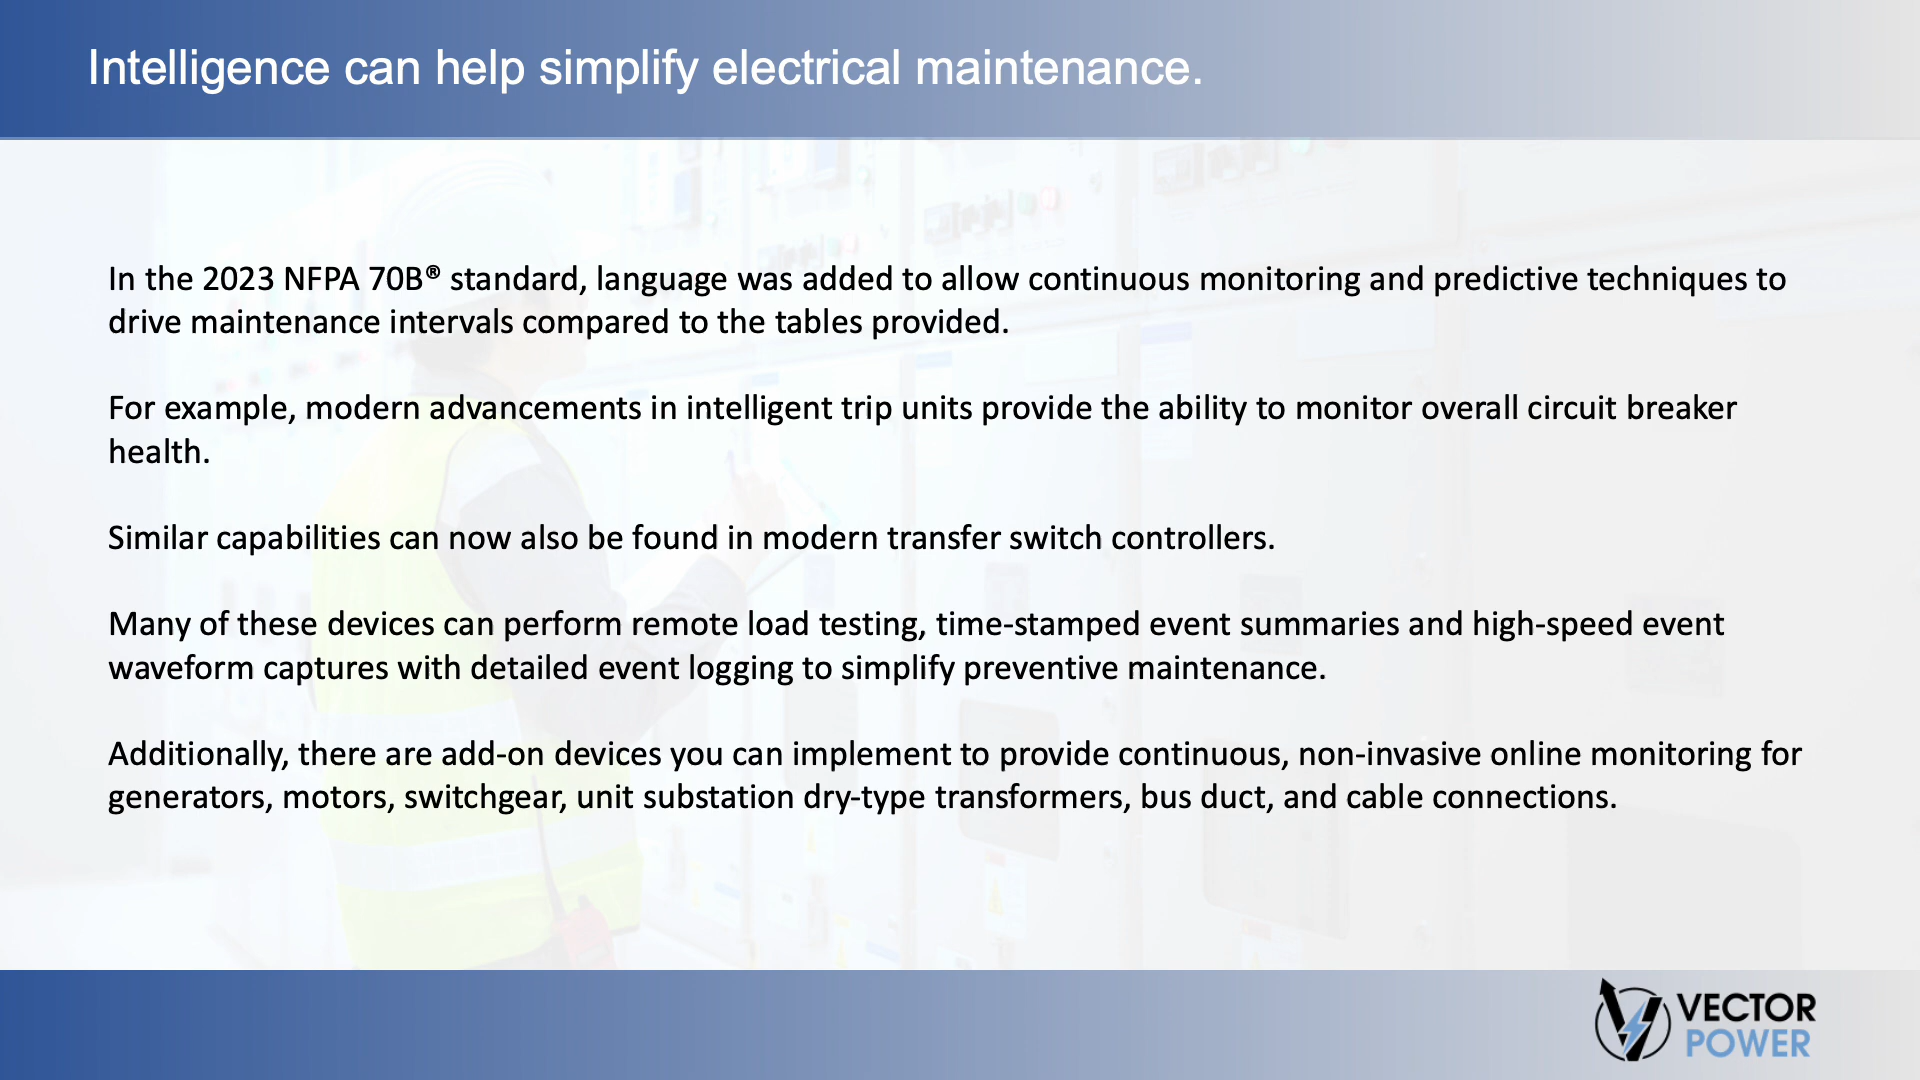 Intelligence can help simplify electrical maintenance.
In the 2023 NFPA 70B® standard, language was added to allow continuous monitoring and predictive techniques to
drive maintenance intervals compared to the tables provided.
For example, modern advancements in intelligent trip units provide the ability to monitor overall circuit breaker
health.
Similar capabilities can now also be found in modern transfer switch controllers.
Many of these devices can perform remote load testing, time-stamped event summaries and high-speed event
waveform captures with detailed event logging to simplify preventive maintenance.
Additionally, there are add-on devices you can implement to provide continuous, non-invasive online monitoring for
generators, motors, switchgear, unit substation dry-type transformers, bus duct, and cable connections.
VECTOR
POWER